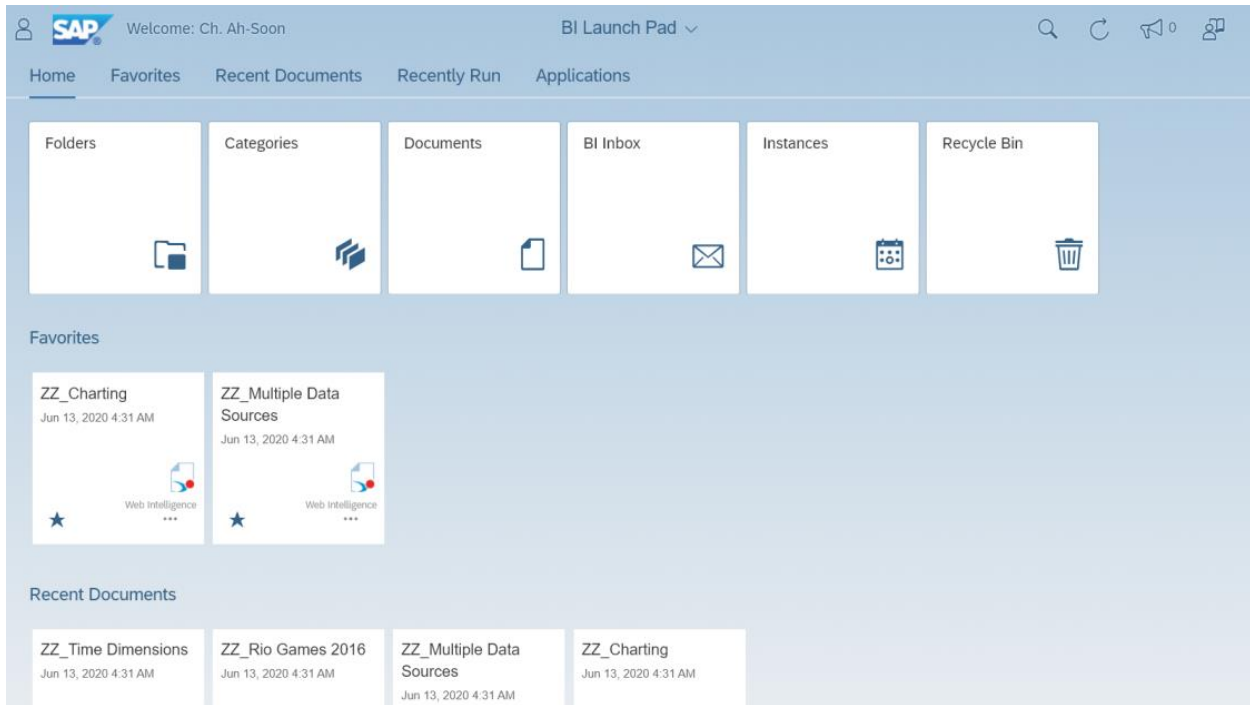 SAP Welcome: Ch. Ah-Soon BI Launch Pad 0
Home Favorites Recent Documents Recently Run Applications
Folders Categories Documents BI Inbox Instances Recycle Bin
Favorites
ZZ_Charting
Jun 13, 2020 4:31 AM
Web Intelligence
ZZ_Multiple Data
Sources
Jun 13, 2020 4:31 AM
Web Intelligence
Recent Documents
ZZ_Time Dimensions
Jun 13, 2020 4:31 AM
ZZ_Rio Games 2016
Jun 13, 2020 4:31 AM
ZZ_Multiple Data
Sources
Jun 13, 2020 4:31 AM
ZZ_Charting
Jun 13, 2020 4:31 AM